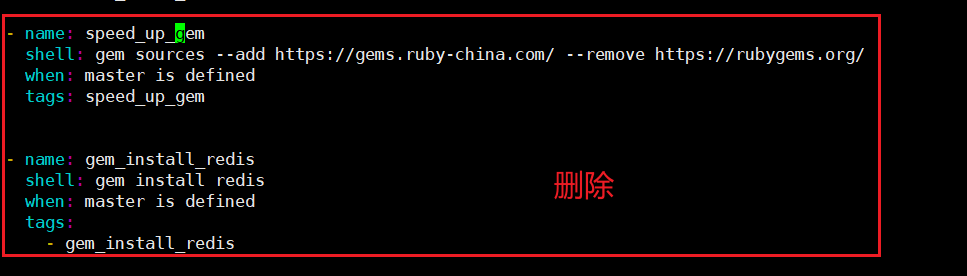 - name: speed_up_gem
  shell: gem sources --add https://gems.ruby-china.com/ --remove https://rubygems.org/
  when: master is defined
  tags: speed_up_gem
- name: gem_install_redis
  shell: gem install redis
  when: master is defined
  tags:
    - gem_install_redis
删除